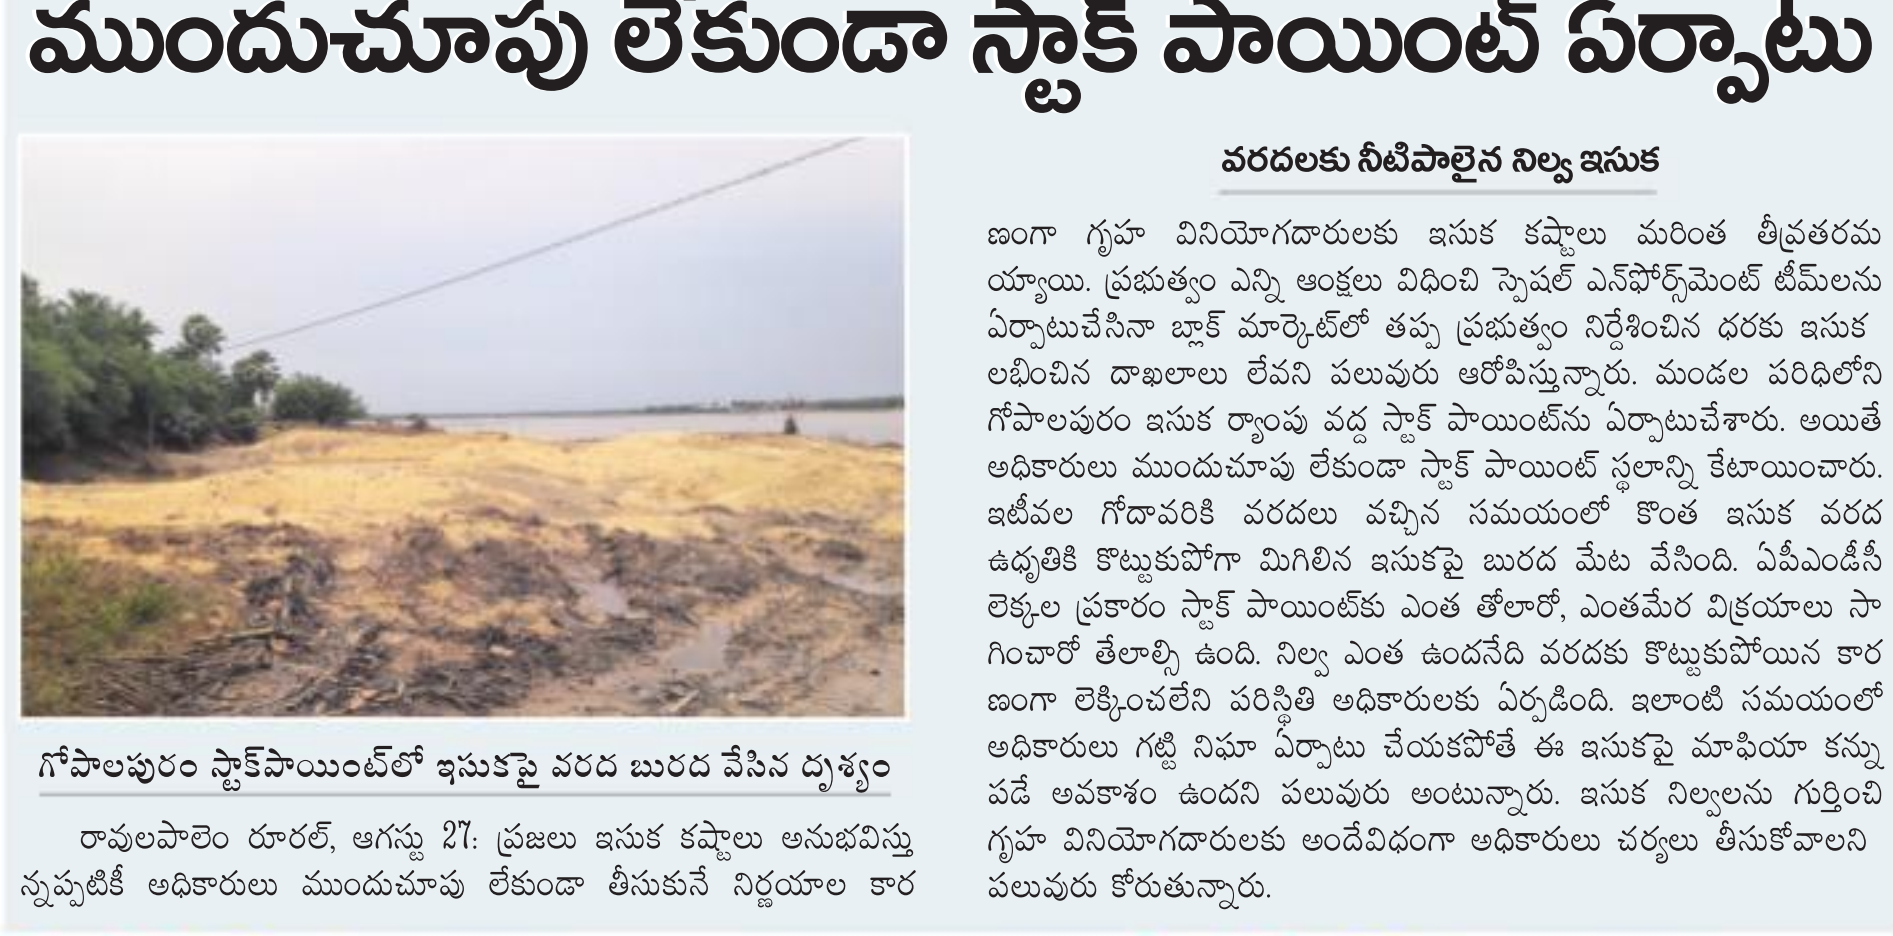 ముందుచూపు లేకుండా స్టాక్ పాయింట్ ఏర్పాటు
గోపాలపురం స్టాక్‌పాయింట్‌లో ఇసుకపై వరద బురద వేసిన దృశ్యం
రావులపాలెం రూరల్, ఆగస్టు 27: ప్రజలు ఇసుక కష్టాలు అనుభవిస్తు
న్నప్పటికీ అధికారులు ముందుచూపు లేకుండా తీసుకునే నిర్ణయాల కార
వరదలకు నీటిపాలైన నిల్వ ఇసుక
ణంగా గృహ వినియోగదారులకు ఇసుక కష్టాలు మరింత తీవ్రతరమ
య్యాయి. ప్రభుత్వం ఎన్ని ఆంక్షలు విధించి స్పెషల్ ఎన్‌ఫోర్స్‌మెంట్ టీమ్‌లను
ఏర్పాటుచేసినా బ్లాక్ మార్కెట్‌లో తప్ప ప్రభుత్వం నిర్దేశించిన ధరకు ఇసుక
లభించిన దాఖలాలు లేవని పలువురు ఆరోపిస్తున్నారు. మండల పరిధిలోని
గోపాలపురం ఇసుక ర్యాంపు వద్ద స్టాక్ పాయింట్‌ను ఏర్పాటుచేశారు. అయితే
అధికారులు ముందుచూపు లేకుండా స్టాక్ పాయింట్ స్థలాన్ని కేటాయించారు.
ఇటీవల గోదావరికి వరదలు వచ్చిన సమయంలో కొంత ఇసుక వరద
ఉధృతికి కొట్టుకుపోగా మిగిలిన ఇసుకపై బురద మేట వేసింది. ఏపీఎండీసీ
లెక్కల ప్రకారం స్టాక్ పాయింట్‌కు ఎంత తోలారో, ఎంతమేర విక్రయాలు సా
గించారో తేలాల్సి ఉంది. నిల్వ ఎంత ఉందనేది వరదకు కొట్టుకుపోయిన కార
ణంగా లెక్కించలేని పరిస్థితి అధికారులకు ఏర్పడింది. ఇలాంటి సమయంలో
అధికారులు గట్టి నిఘా ఏర్పాటు చేయకపోతే ఈ ఇసుకపై మాఫియా కన్ను
పడే అవకాశం ఉందని పలువురు అంటున్నారు. ఇసుక నిల్వలను గుర్తించి
గృహ వినియోగదారులకు అందేవిధంగా అధికారులు చర్యలు తీసుకోవాలని
పలువురు కోరుతున్నారు.